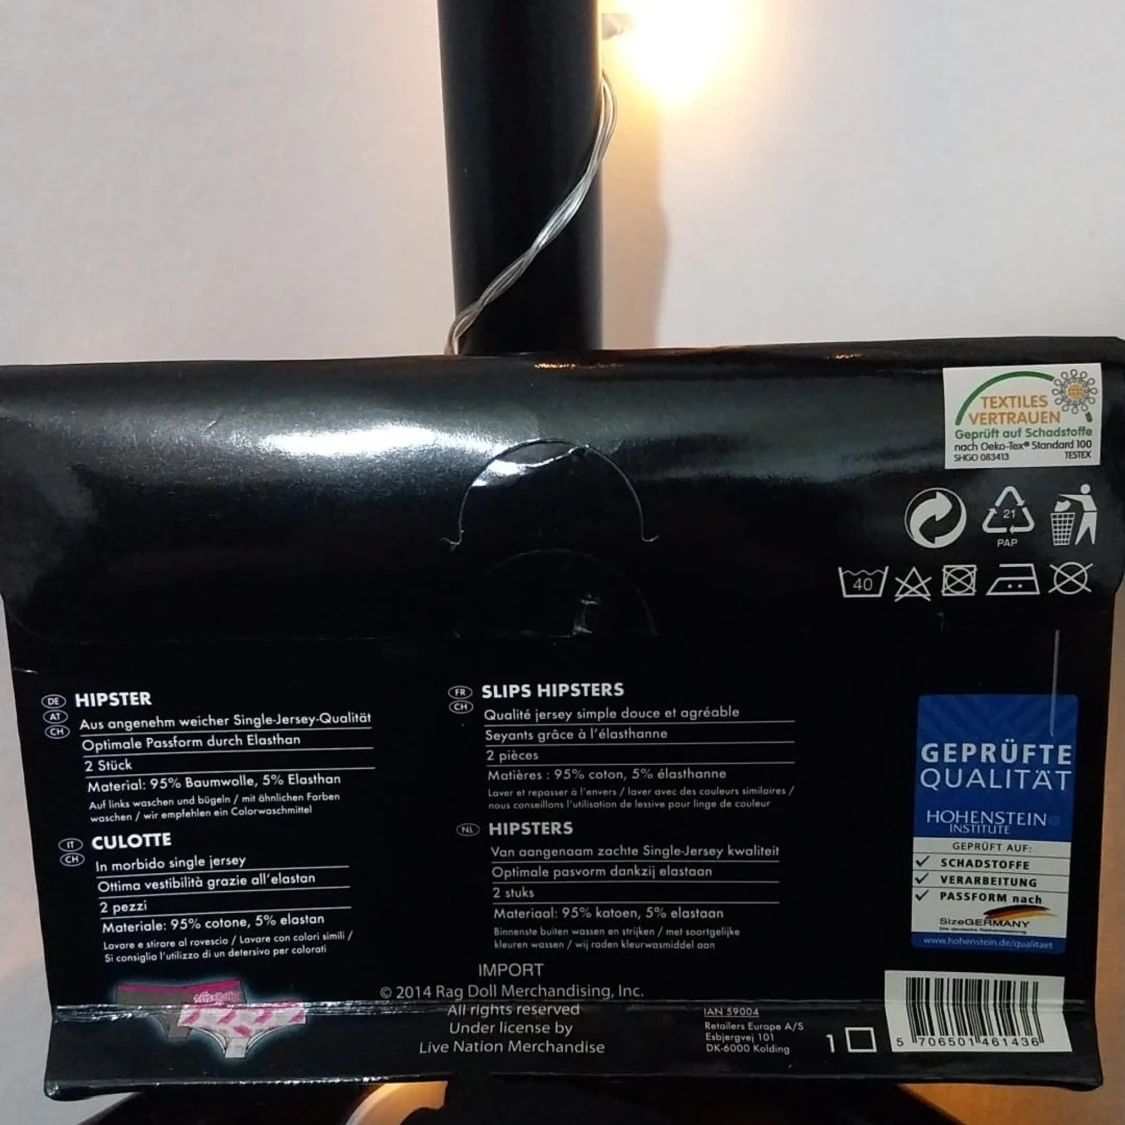 TEXTILES
VERTRAUEN
Geprüft auf Schadstoffe
nach Oeko-Tex® Standard 100
SHGO 083413 TESTEX
21
PAP
40
DE AT CH
HIPSTER
Aus angenehm weicher Single-Jersey-Qualität
Optimale Passform durch Elasthan
2 Stück
Material: 95% Baumwolle, 5% Elasthan
Auf links waschen und bügeln / mit ähnlichen Farben
waschen / wir empfehlen ein Colorwaschmittel
IT CH
CULOTTE
In morbido single jersey
Ottima vestibilità grazie all'elastan
2 pezzi
Materiale: 95% cotone, 5% elastan
Lavare e stirare al rovescio / Lavare con colori simili /
Si consiglia l'utilizzo di un detersivo per colorati
FR CH
SLIPS HIPSTERS
Qualité jersey simple douce et agréable
Seyants grâce à l'élasthanne
2 pièces
Matières : 95% coton, 5% élasthanne
Laver et repasser à l'envers / laver avec des couleurs similaires /
nous conseillons l'utilisation de lessive pour linge de couleur
NL
HIPSTERS
Van aangenaam zachte Single-Jersey kwaliteit
Optimale pasvorm dankzij elastaan
2 stuks
Materiaal: 95% katoen, 5% elastaan
Binnenste buiten wassen en strijken / met soortgelijke
kleuren wassen / wij raden kleurwasmiddel aan
GEPRÜFTE
QUALITÄT
HOHENSTEIN
INSTITUTE
GEPRÜFT AUF:
SCHADSTOFFE
VERARBEITUNG
PASSFORM nach
SizeGERMANY
www.hohenstein.de/qualitaet
IMPORT
© 2014 Rag Doll Merchandising, Inc.
All rights reserved
Under license by
Live Nation Merchandise
IAN 59004
Retailers Europe A/S
Esbjergvej 101
DK-6000 Kolding
1
5 706501 461436